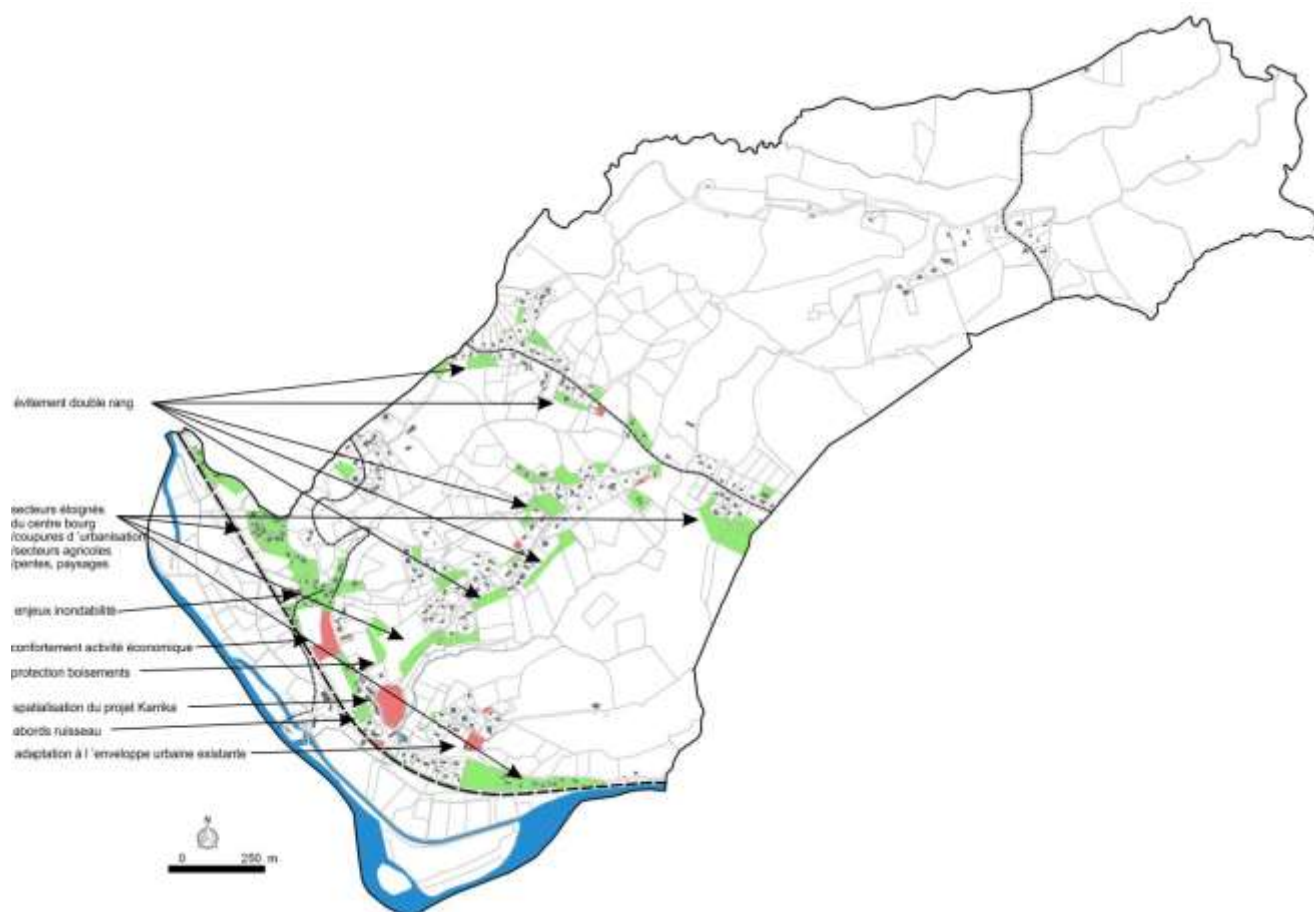 évitement double rang
secteurs éloignés
du centre bourg
/coupures d 'urbanisation
/secteurs agricoles
/pentes, paysages
enjeux inondabilité
confortement activité économique
protection boisements
spatialisation du projet Karrika
abords ruisseau
adaptation à l 'enveloppe urbaine existante
N
0 250 m